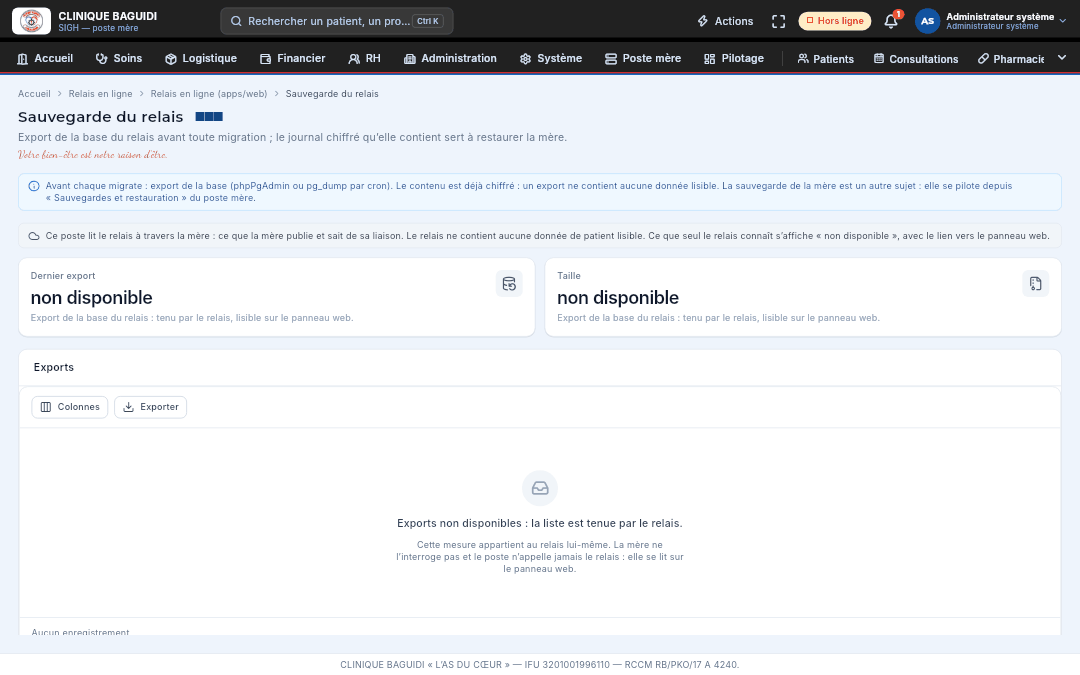 CLINIQUE BAGUIDI
SIGH — poste mère
Rechercher un patient, un pro... Ctrl K
Actions
Hors ligne
1
AS
Administrateur système
Administrateur système
Accueil Soins Logistique Financier RH Administration Système Poste mère Pilotage Patients Consultations Pharmacie
Accueil > Relais en ligne > Relais en ligne (apps/web) > Sauvegarde du relais
Sauvegarde du relais
Export de la base du relais avant toute migration ; le journal chiffré qu'elle contient sert à restaurer la mère.
Votre bien-être est notre raison d'être.
Avant chaque migrate : export de la base (phpPgAdmin ou pg_dump par cron). Le contenu est déjà chiffré : un export ne contient aucune donnée lisible. La sauvegarde de la mère est un autre sujet : elle se pilote depuis
« Sauvegardes et restauration » du poste mère.
Ce poste lit le relais à travers la mère : ce que la mère publie et sait de sa liaison. Le relais ne contient aucune donnée de patient lisible. Ce que seul le relais connaît s'affiche « non disponible », avec le lien vers le panneau web.
Dernier export
non disponible
Export de la base du relais : tenu par le relais, lisible sur le panneau web.
Taille
non disponible
Export de la base du relais : tenu par le relais, lisible sur le panneau web.
Exports
Colonnes Exporter
Exports non disponibles : la liste est tenue par le relais.
Cette mesure appartient au relais lui-même. La mère ne
l'interroge pas et le poste n'appelle jamais le relais : elle se lit sur
le panneau web.
Aucun enregistrement
CLINIQUE BAGUIDI « L'AS DU CŒUR » — IFU 3201001996110 — RCCM RB/PKO/17 A 4240.